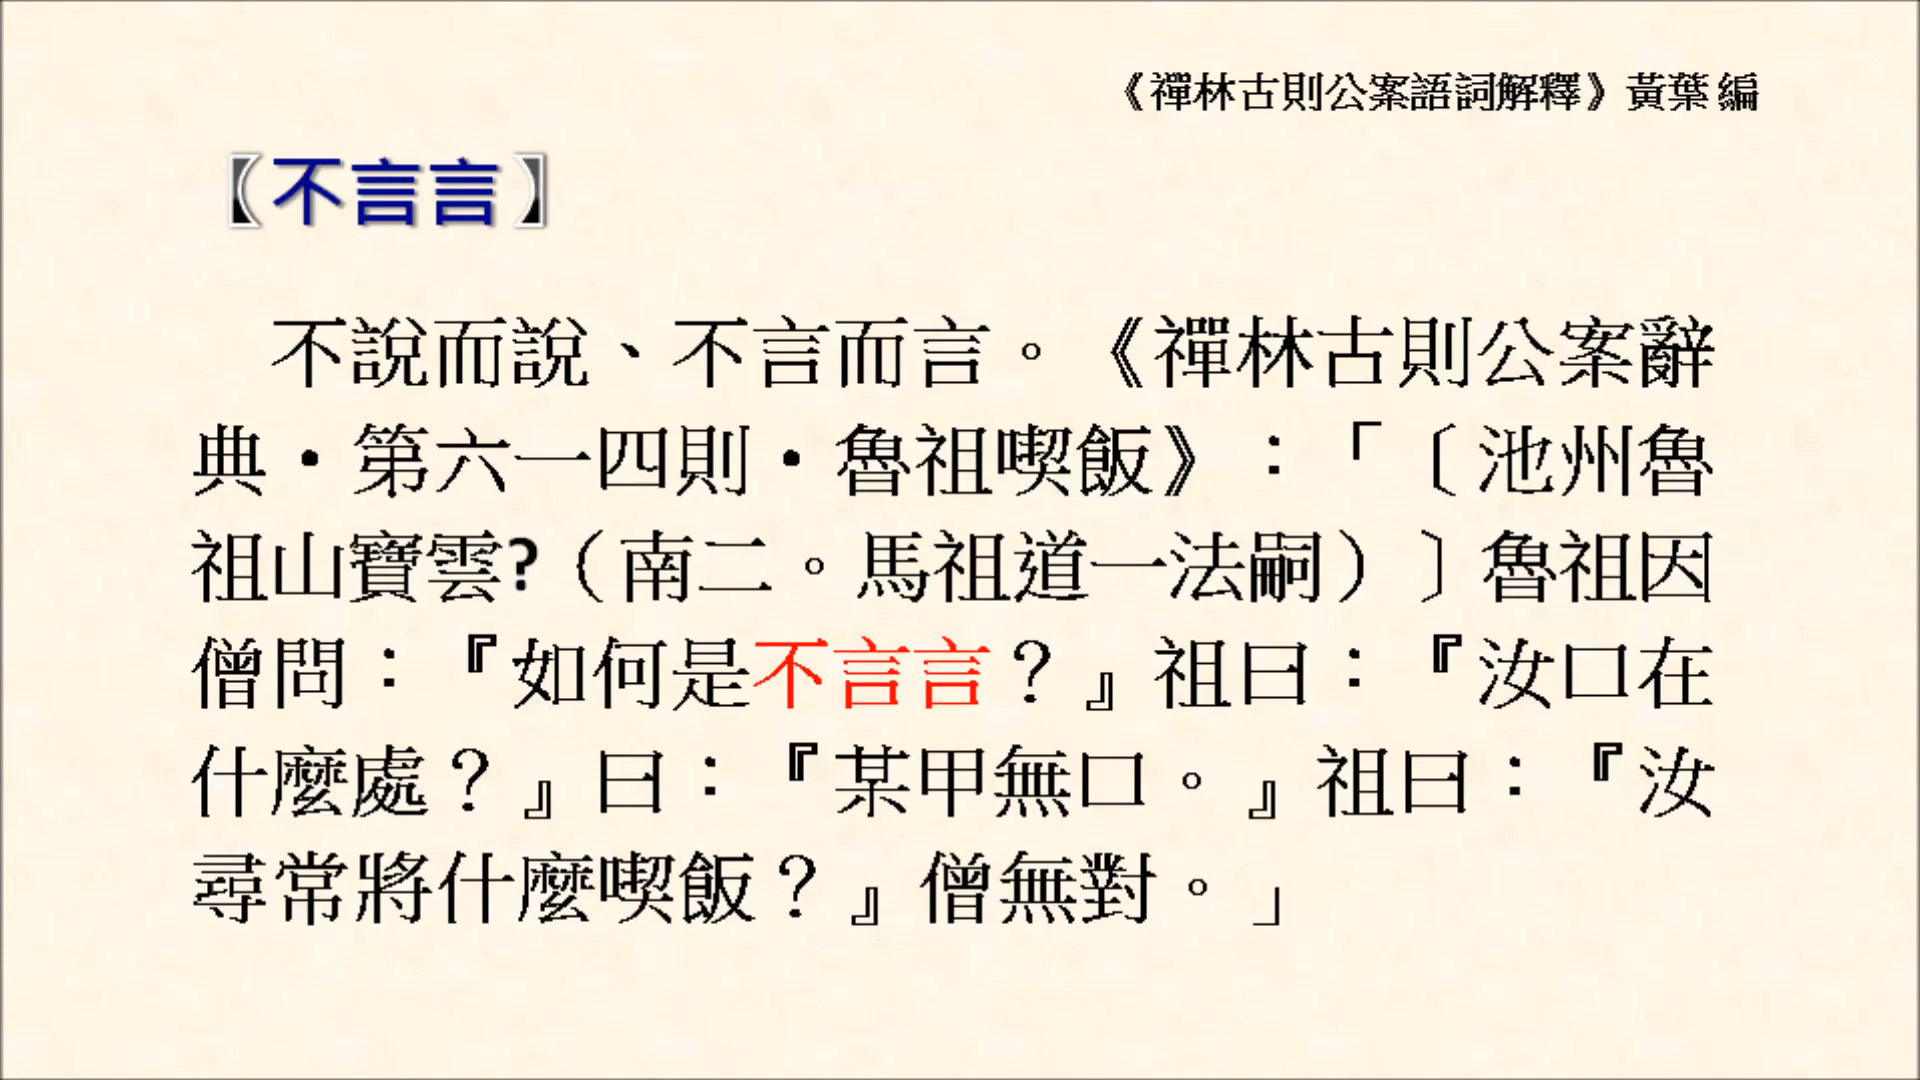 《禪林古則公案語詞解釋》黃葉 編
【不言言】
不說而說、不言而言。《禪林古則公案辭
典•第六一四則•魯祖喫飯》：「〔池州魯
祖山寶雲?（南二。馬祖道一法嗣）〕魯祖因
僧問：『如何是不言言？』祖曰：『汝口在
什麼處？』曰：『某甲無口。』祖曰：『汝
尋常將什麼喫飯？』僧無對。」